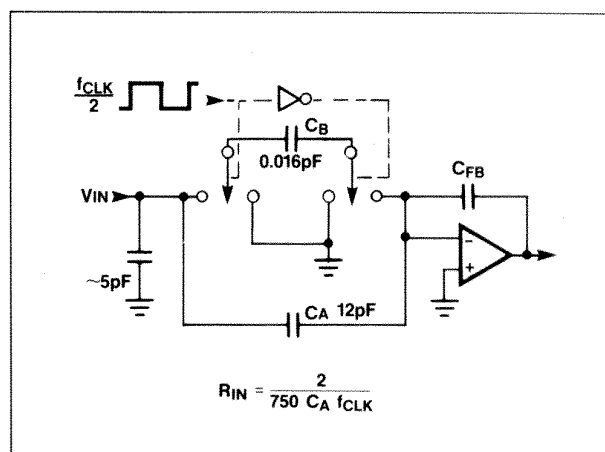 fCLK
2
CB
0.016pF
CFB
VIN
−
+
~5pF
CA 12pF
RIN = 2
750 CA fCLK